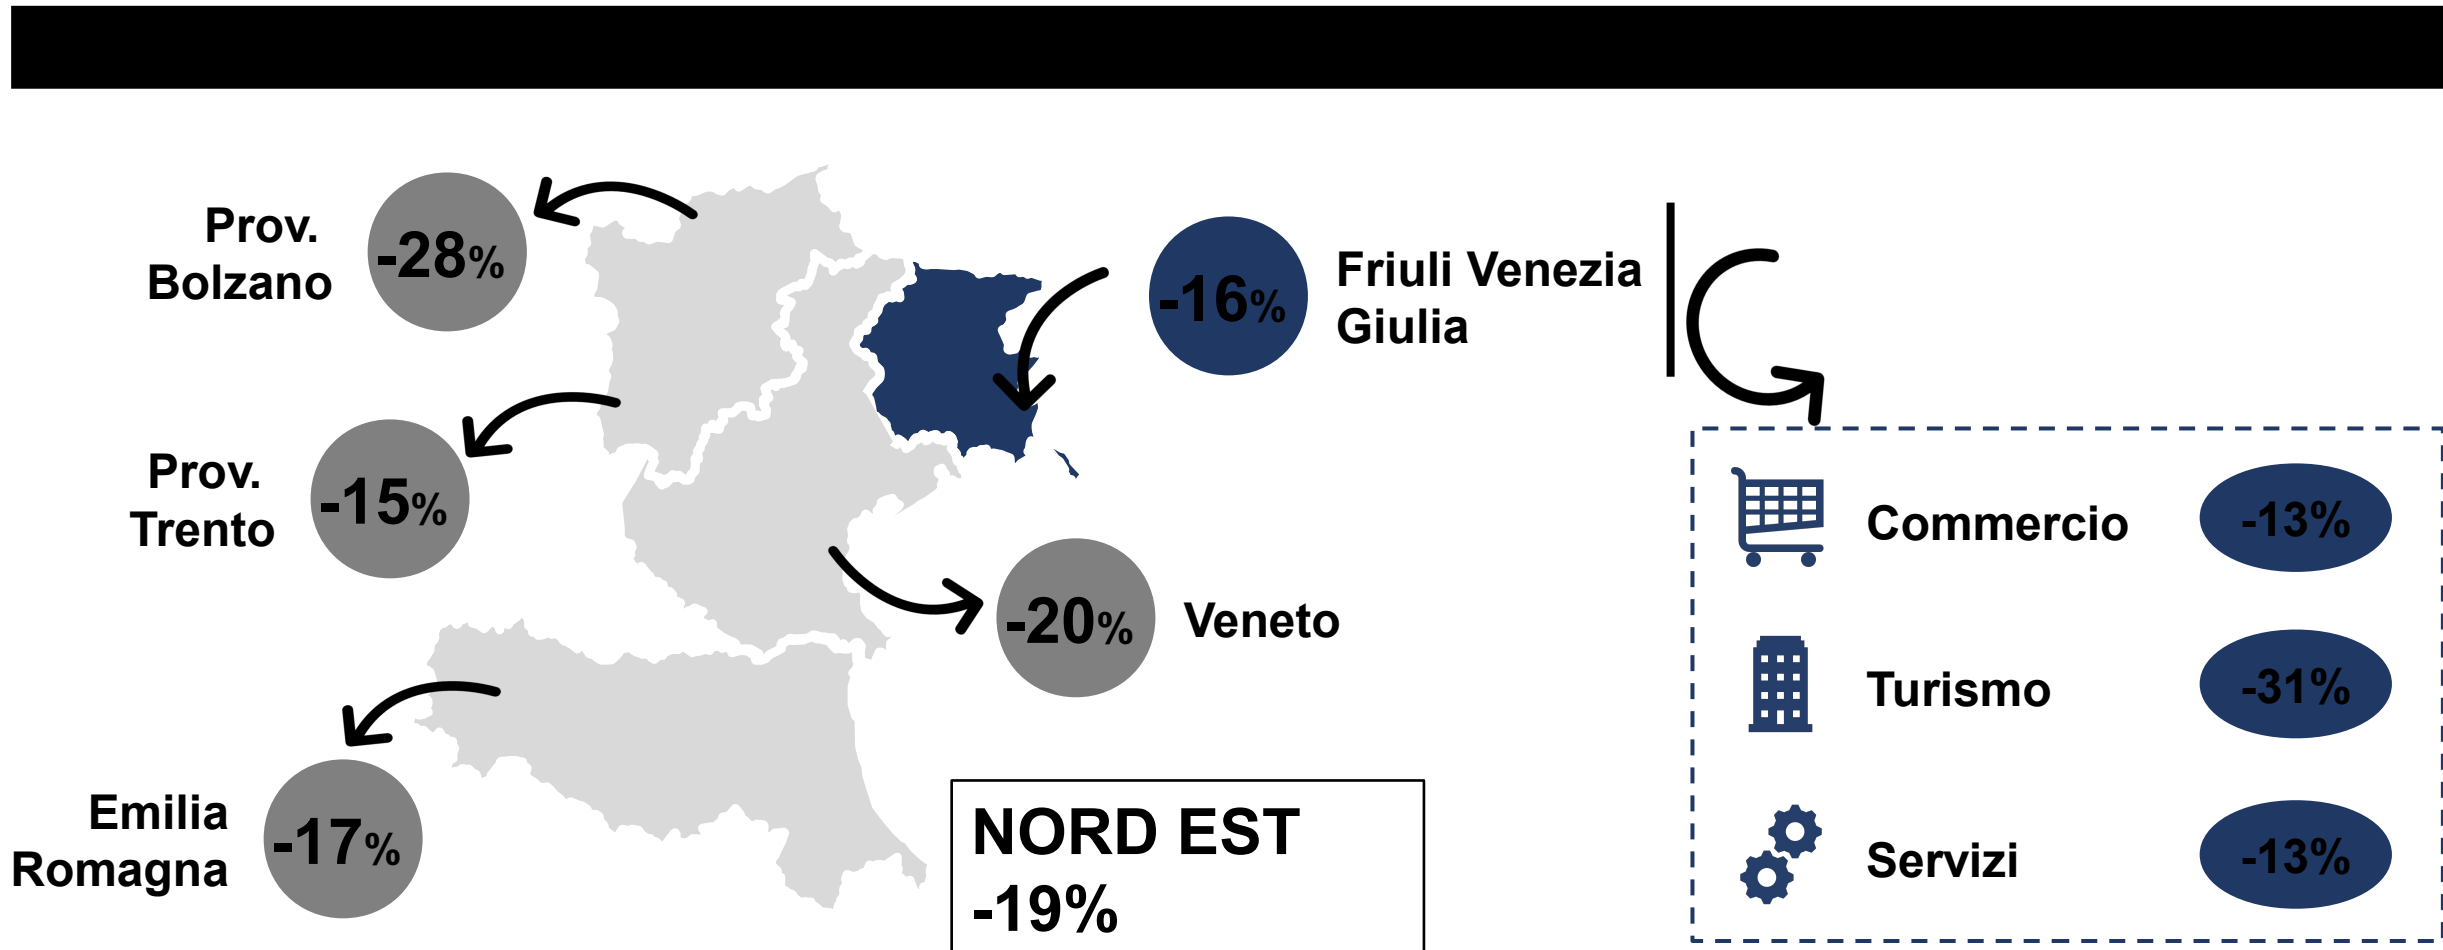 Prov.
Bolzano
-28%
Prov.
Trento
-15%
Emilia
Romagna
-17%
-16%
Friuli Venezia
Giulia
-20%
Veneto
NORD EST
-19%
Commercio
-13%
Turismo
-31%
Servizi
-13%